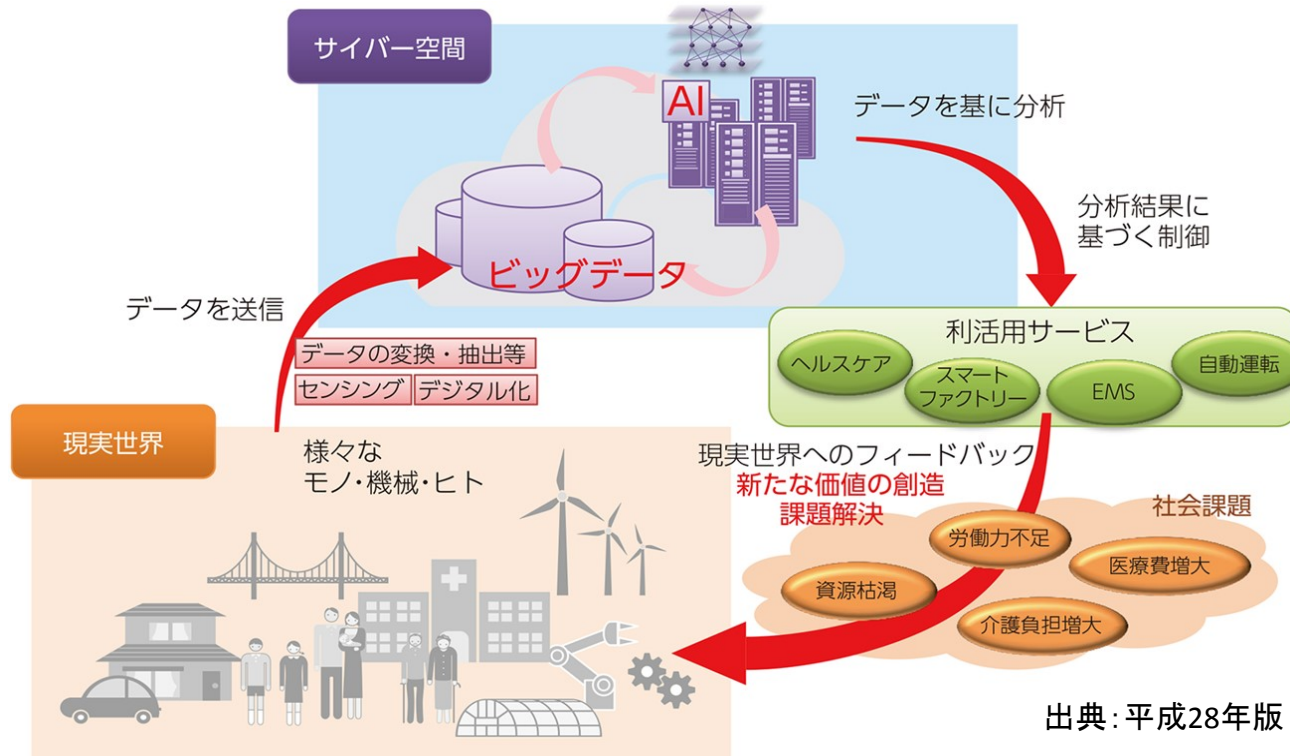 サイバー空間
AI
データを基に分析
分析結果に
基づく制御
ビッグデータ
データを送信
データの変換・抽出等
センシング
デジタル化
利活用サービス
ヘルスケア
スマート
ファクトリー
EMS
自動運転
現実世界
様々な
モノ・機械・ヒト
現実世界へのフィードバック
新たな価値の創造
課題解決
社会課題
労働力不足
医療費増大
資源枯渇
介護負担増大
出典：平成28年版